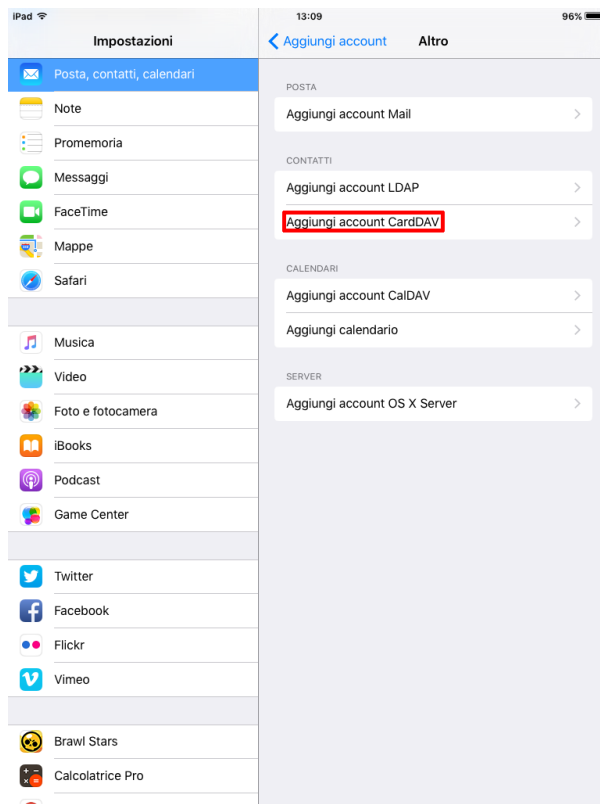 iPad
13:09
96%
Impostazioni
Aggiungi account
Altro
Posta, contatti, calendari
Note
Promemoria
Messaggi
FaceTime
Mappe
Safari
Musica
Video
Foto e fotocamera
iBooks
Podcast
Game Center
Twitter
Facebook
Flickr
Vimeo
Brawl Stars
Calcolatrice Pro
POSTA
Aggiungi account Mail
CONTATTI
Aggiungi account LDAP
Aggiungi account CardDAV
CALENDARI
Aggiungi account CalDAV
Aggiungi calendario
SERVER
Aggiungi account OS X Server